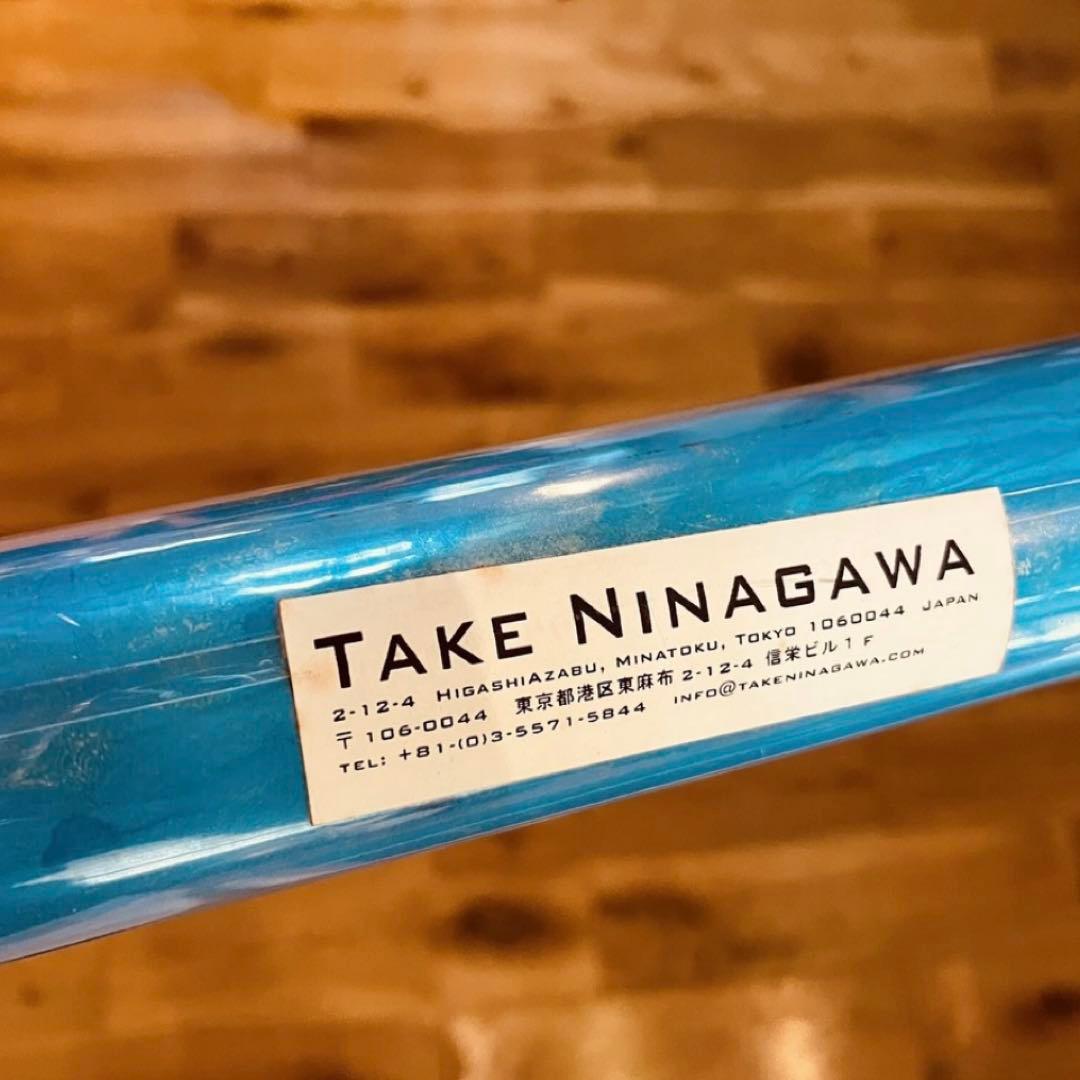 TAKE NINAGAWA
2-12-4 HIGASHIAZABU, MINATOKU, TOKYO 1060044 JAPAN
〒106-0044 東京都港区東麻布2-12-4 信栄ビル1F
TEL: +81-(0)3-5571-5844 INFO@TAKENINAGAWA.COM